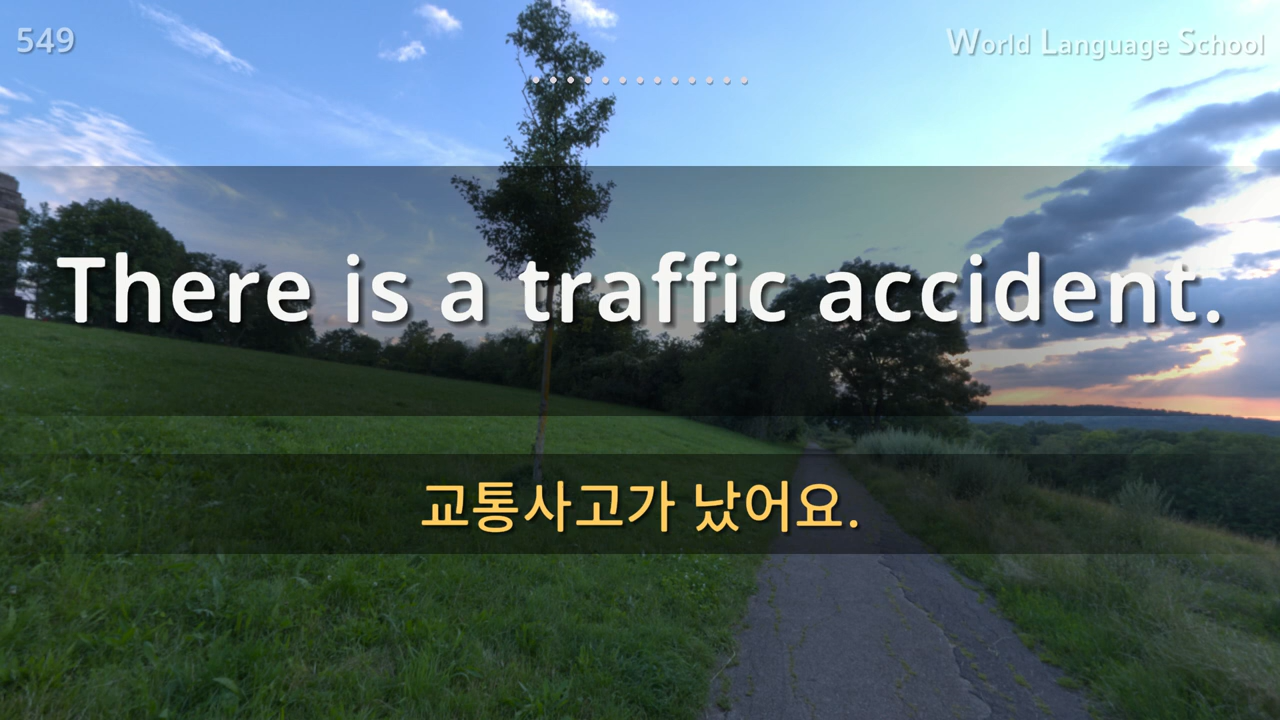 549
World Language School
There is a traffic accident.
교통사고가 났어요.